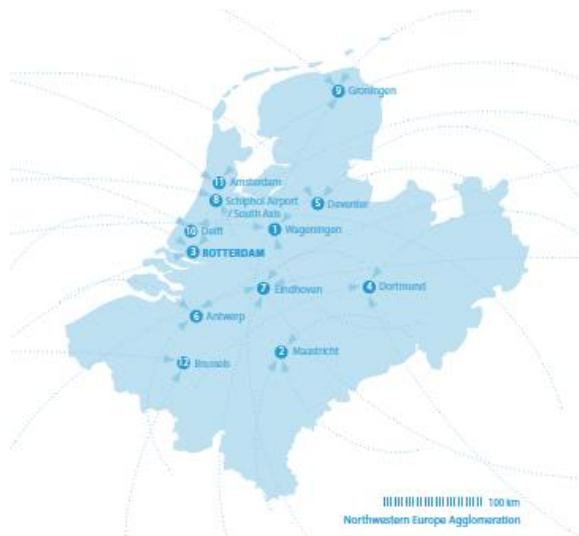 9 Groningen
11 Amsterdam
8 Schiphol Airport
/ South Axis
5 Deventer
10 Delft
1 Wageningen
3 ROTTERDAM
7 Eindhoven
4 Dortmund
6 Antwerp
2 Maastricht
12 Brussels
100 km
Northwestern Europe Agglomeration